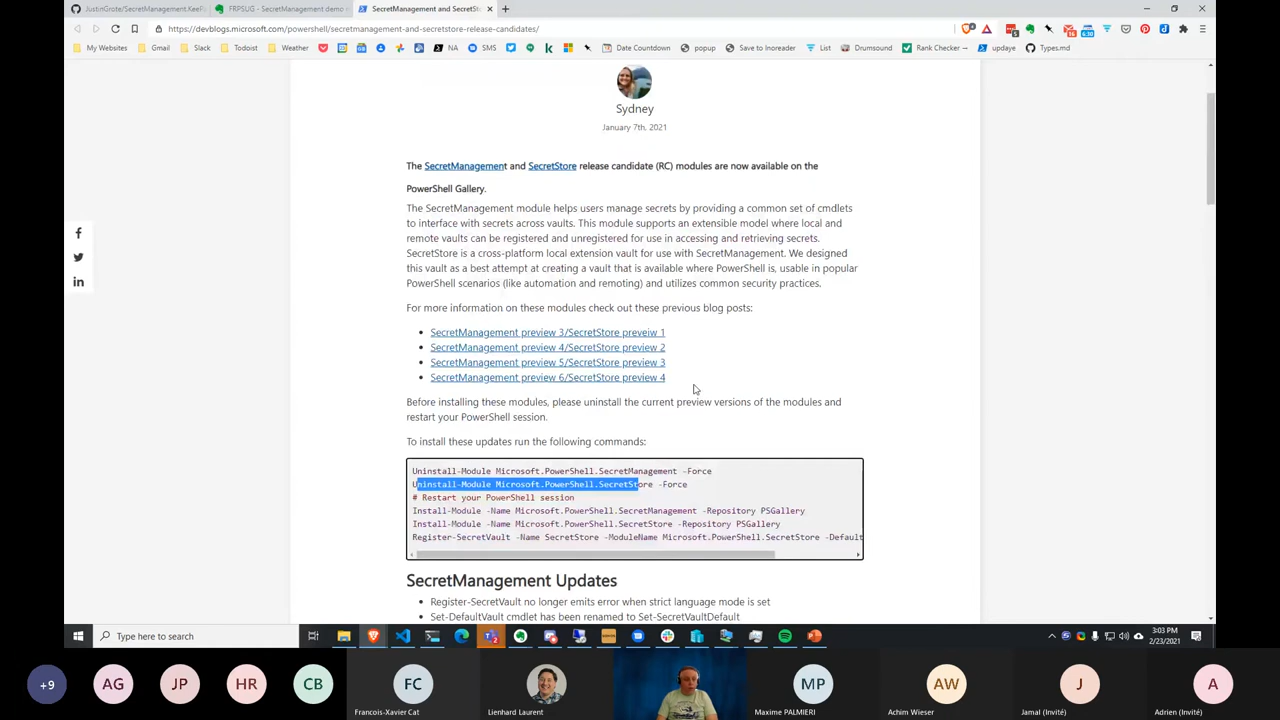 JustinGrote/SecretManagement.KeeP
FRPSUG - SecretManagement demo
SecretManagement and SecretSt
https://devblogs.microsoft.com/powershell/secretmanagement-and-secretstore-release-candidates/
My Websites Gmail Slack Todoist Weather NA SMS Date Countdown popup Save to Inoreader List Drumsound Rank Checker updaye Types.md
Sydney
January 7th, 2021
The SecretManagement and SecretStore release candidate (RC) modules are now available on the
PowerShell Gallery.
The SecretManagement module helps users manage secrets by providing a common set of cmdlets
to interface with secrets across vaults. This module supports an extensible model where local and
remote vaults can be registered and unregistered for use in accessing and retrieving secrets.
SecretStore is a cross-platform local extension vault for use with SecretManagement. We designed
this vault as a best attempt at creating a vault that is available where PowerShell is, usable in popular
PowerShell scenarios (like automation and remoting) and utilizes common security practices.
For more information on these modules check out these previous blog posts:
SecretManagement preview 3/SecretStore preveiw 1
SecretManagement preview 4/SecretStore preview 2
SecretManagement preview 5/SecretStore preview 3
SecretManagement preview 6/SecretStore preview 4
Before installing these modules, please uninstall the current preview versions of the modules and
restart your PowerShell session.
To install these updates run the following commands:
Uninstall-Module Microsoft.PowerShell.SecretManagement -Force
Uninstall-Module Microsoft.PowerShell.SecretStore -Force
# Restart your PowerShell session
Install-Module -Name Microsoft.PowerShell.SecretManagement -Repository PSGallery
Install-Module -Name Microsoft.PowerShell.SecretStore -Repository PSGallery
Register-SecretVault -Name SecretStore -ModuleName Microsoft.PowerShell.SecretStore -Default
SecretManagement Updates
Register-SecretVault no longer emits error when strict language mode is set
Set-DefaultVault cmdlet has been renamed to Set-SecretVaultDefault
Type here to search
3:03 PM
2/23/2021
+9 AG JP HR CB FC MP AW J A
Francois-Xavier Cat Lienhard Laurent Maxime PALMIERI Achim Wieser Jamal (Invité) Adrien (Invité)